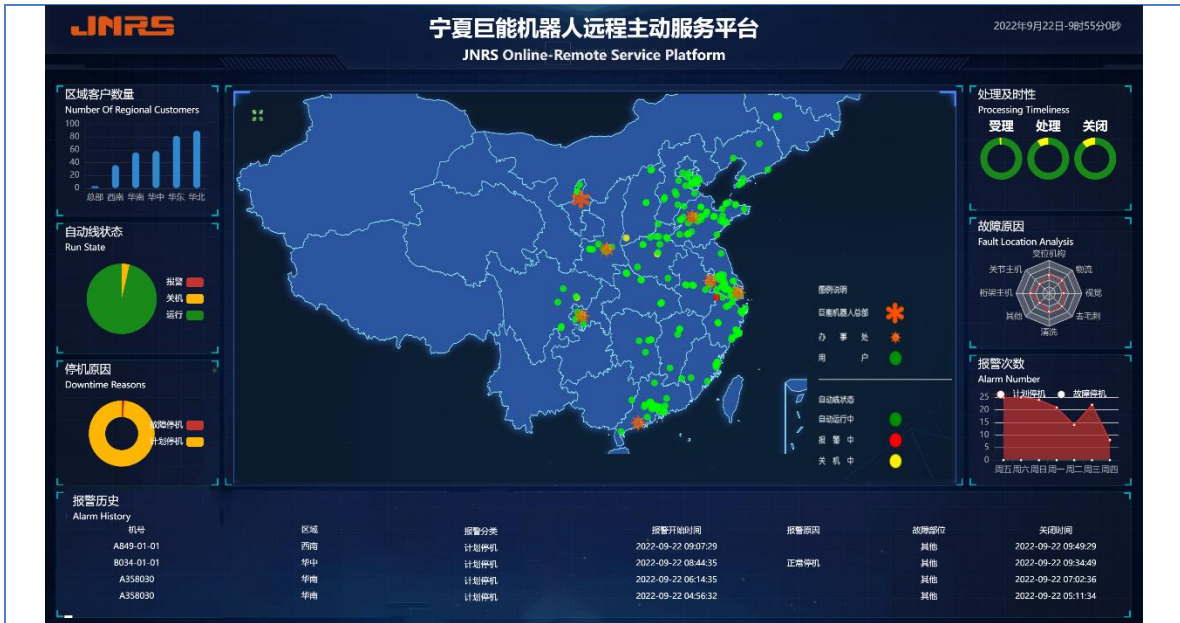 JNRS
宁夏巨能机器人远程主动服务平台
JNRS Online-Remote Service Platform
2022年9月22日-9时55分0秒
区域客户数量
Number Of Regional Customers
100
80
60
40
20
0
总部 西南 华南 华中 华东 华北
自动线状态
Run State
报警
关机
运行
停机原因
Downtime Reasons
故障停机
计划停机
图例说明
巨能机器人总部
办 事 处
用 户
自动线状态
自动运行中
报 警 中
关 机 中
处理及时性
Processing Timeliness
受理 处理 关闭
故障原因
Fault Location Analysis
变位机构
关节主机 物流
桁架主机 视觉
其他 去毛刺
清洗
报警次数
Alarm Number
计划停机 故障停机
25
20
15
10
5
0
周五 周六 周日 周一 周二 周三 周四
报警历史
Alarm History
机号 区域 报警分类 报警开始时间 报警原因 故障部位 关闭时间
AB49-01-01 西南 计划停机 2022-09-22 09:07:29 其他 2022-09-22 09:49:29
B034-01-01 华中 计划停机 2022-09-22 08:44:35 正常停机 其他 2022-09-22 09:34:49
A358030 华南 计划停机 2022-09-22 06:14:35 其他 2022-09-22 07:02:36
A358030 华南 计划停机 2022-09-22 04:56:32 其他 2022-09-22 05:11:34